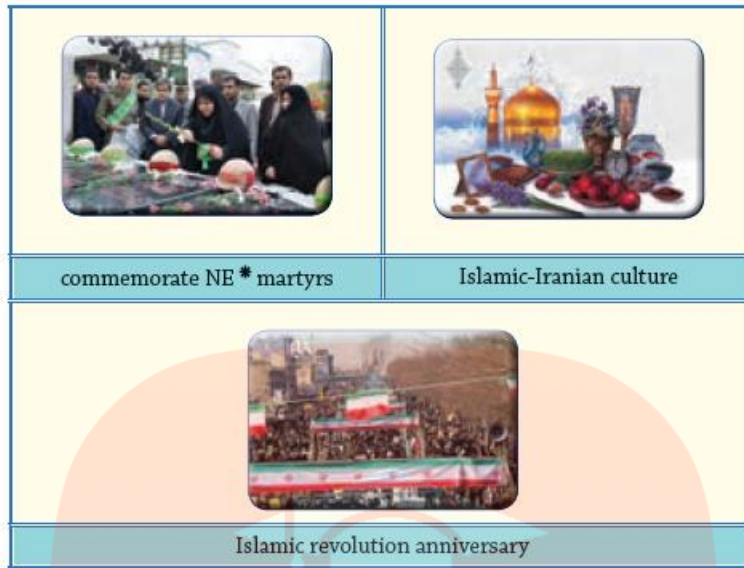 commemorate NE * martyrs
Islamic-Iranian culture
Islamic revolution anniversary